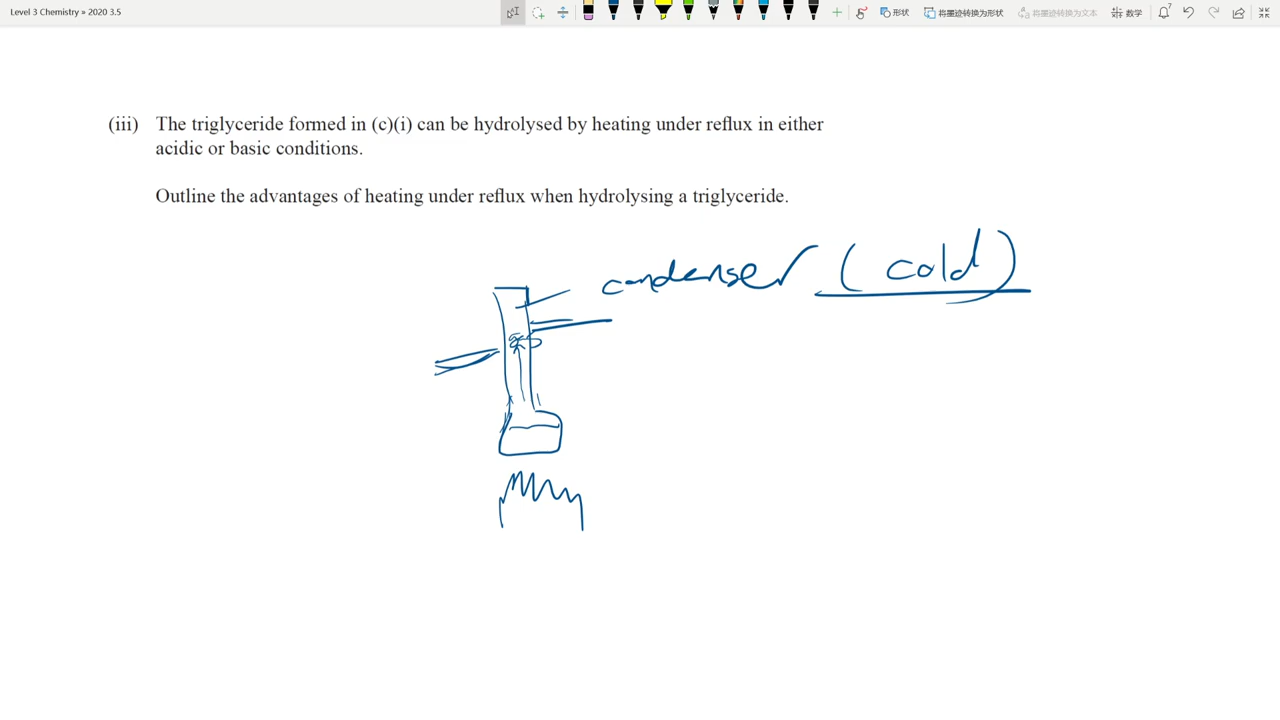 Level 3 Chemistry » 2020 3.5
形状 将墨迹转换为形状 将墨迹转换为文本 数学
(iii) The triglyceride formed in (c)(i) can be hydrolysed by heating under reflux in either
acidic or basic conditions.
Outline the advantages of heating under reflux when hydrolysing a triglyceride.
condenser (cold)